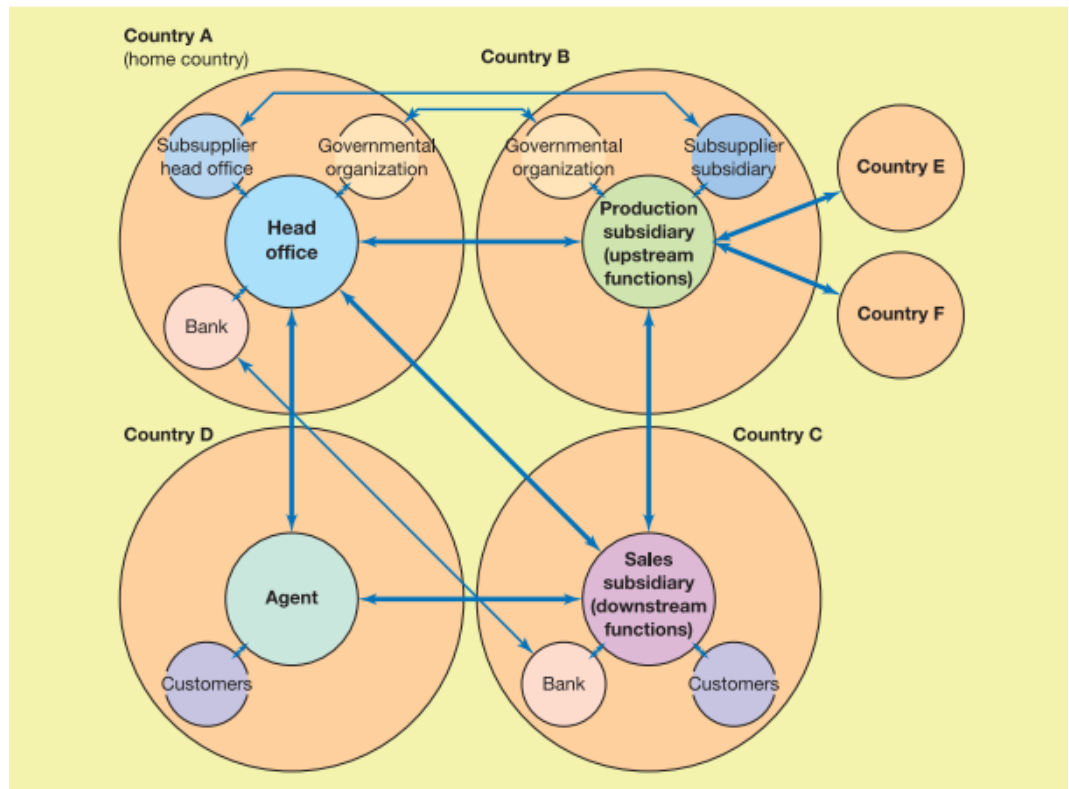 Country A
(home country)
Country B
Subsupplier
head office
Governmental
organization
Governmental
organization
Subsupplier
subsidiary
Country E
Head
office
Production
subsidiary
(upstream
functions)
Bank
Country F
Country D
Country C
Agent
Sales
subsidiary
(downstream
functions)
Customers
Bank
Customers